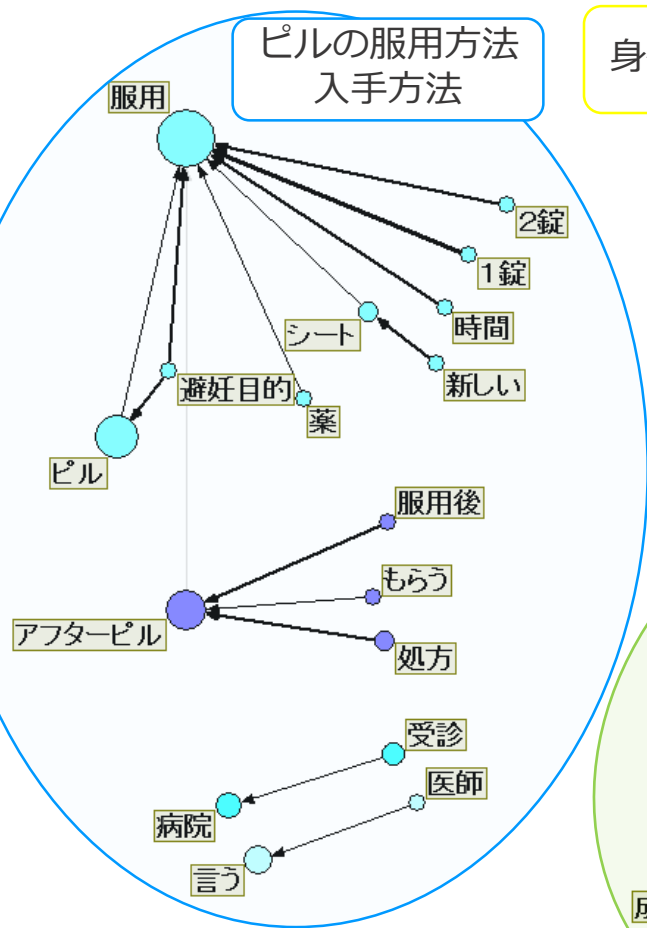 ピルの服用方法
入手方法
身
服用
2錠
1錠
時間
シート
新しい
避妊目的
薬
ピル
服用後
もらう
アフターピル
処方
受診
医師
病院
言う